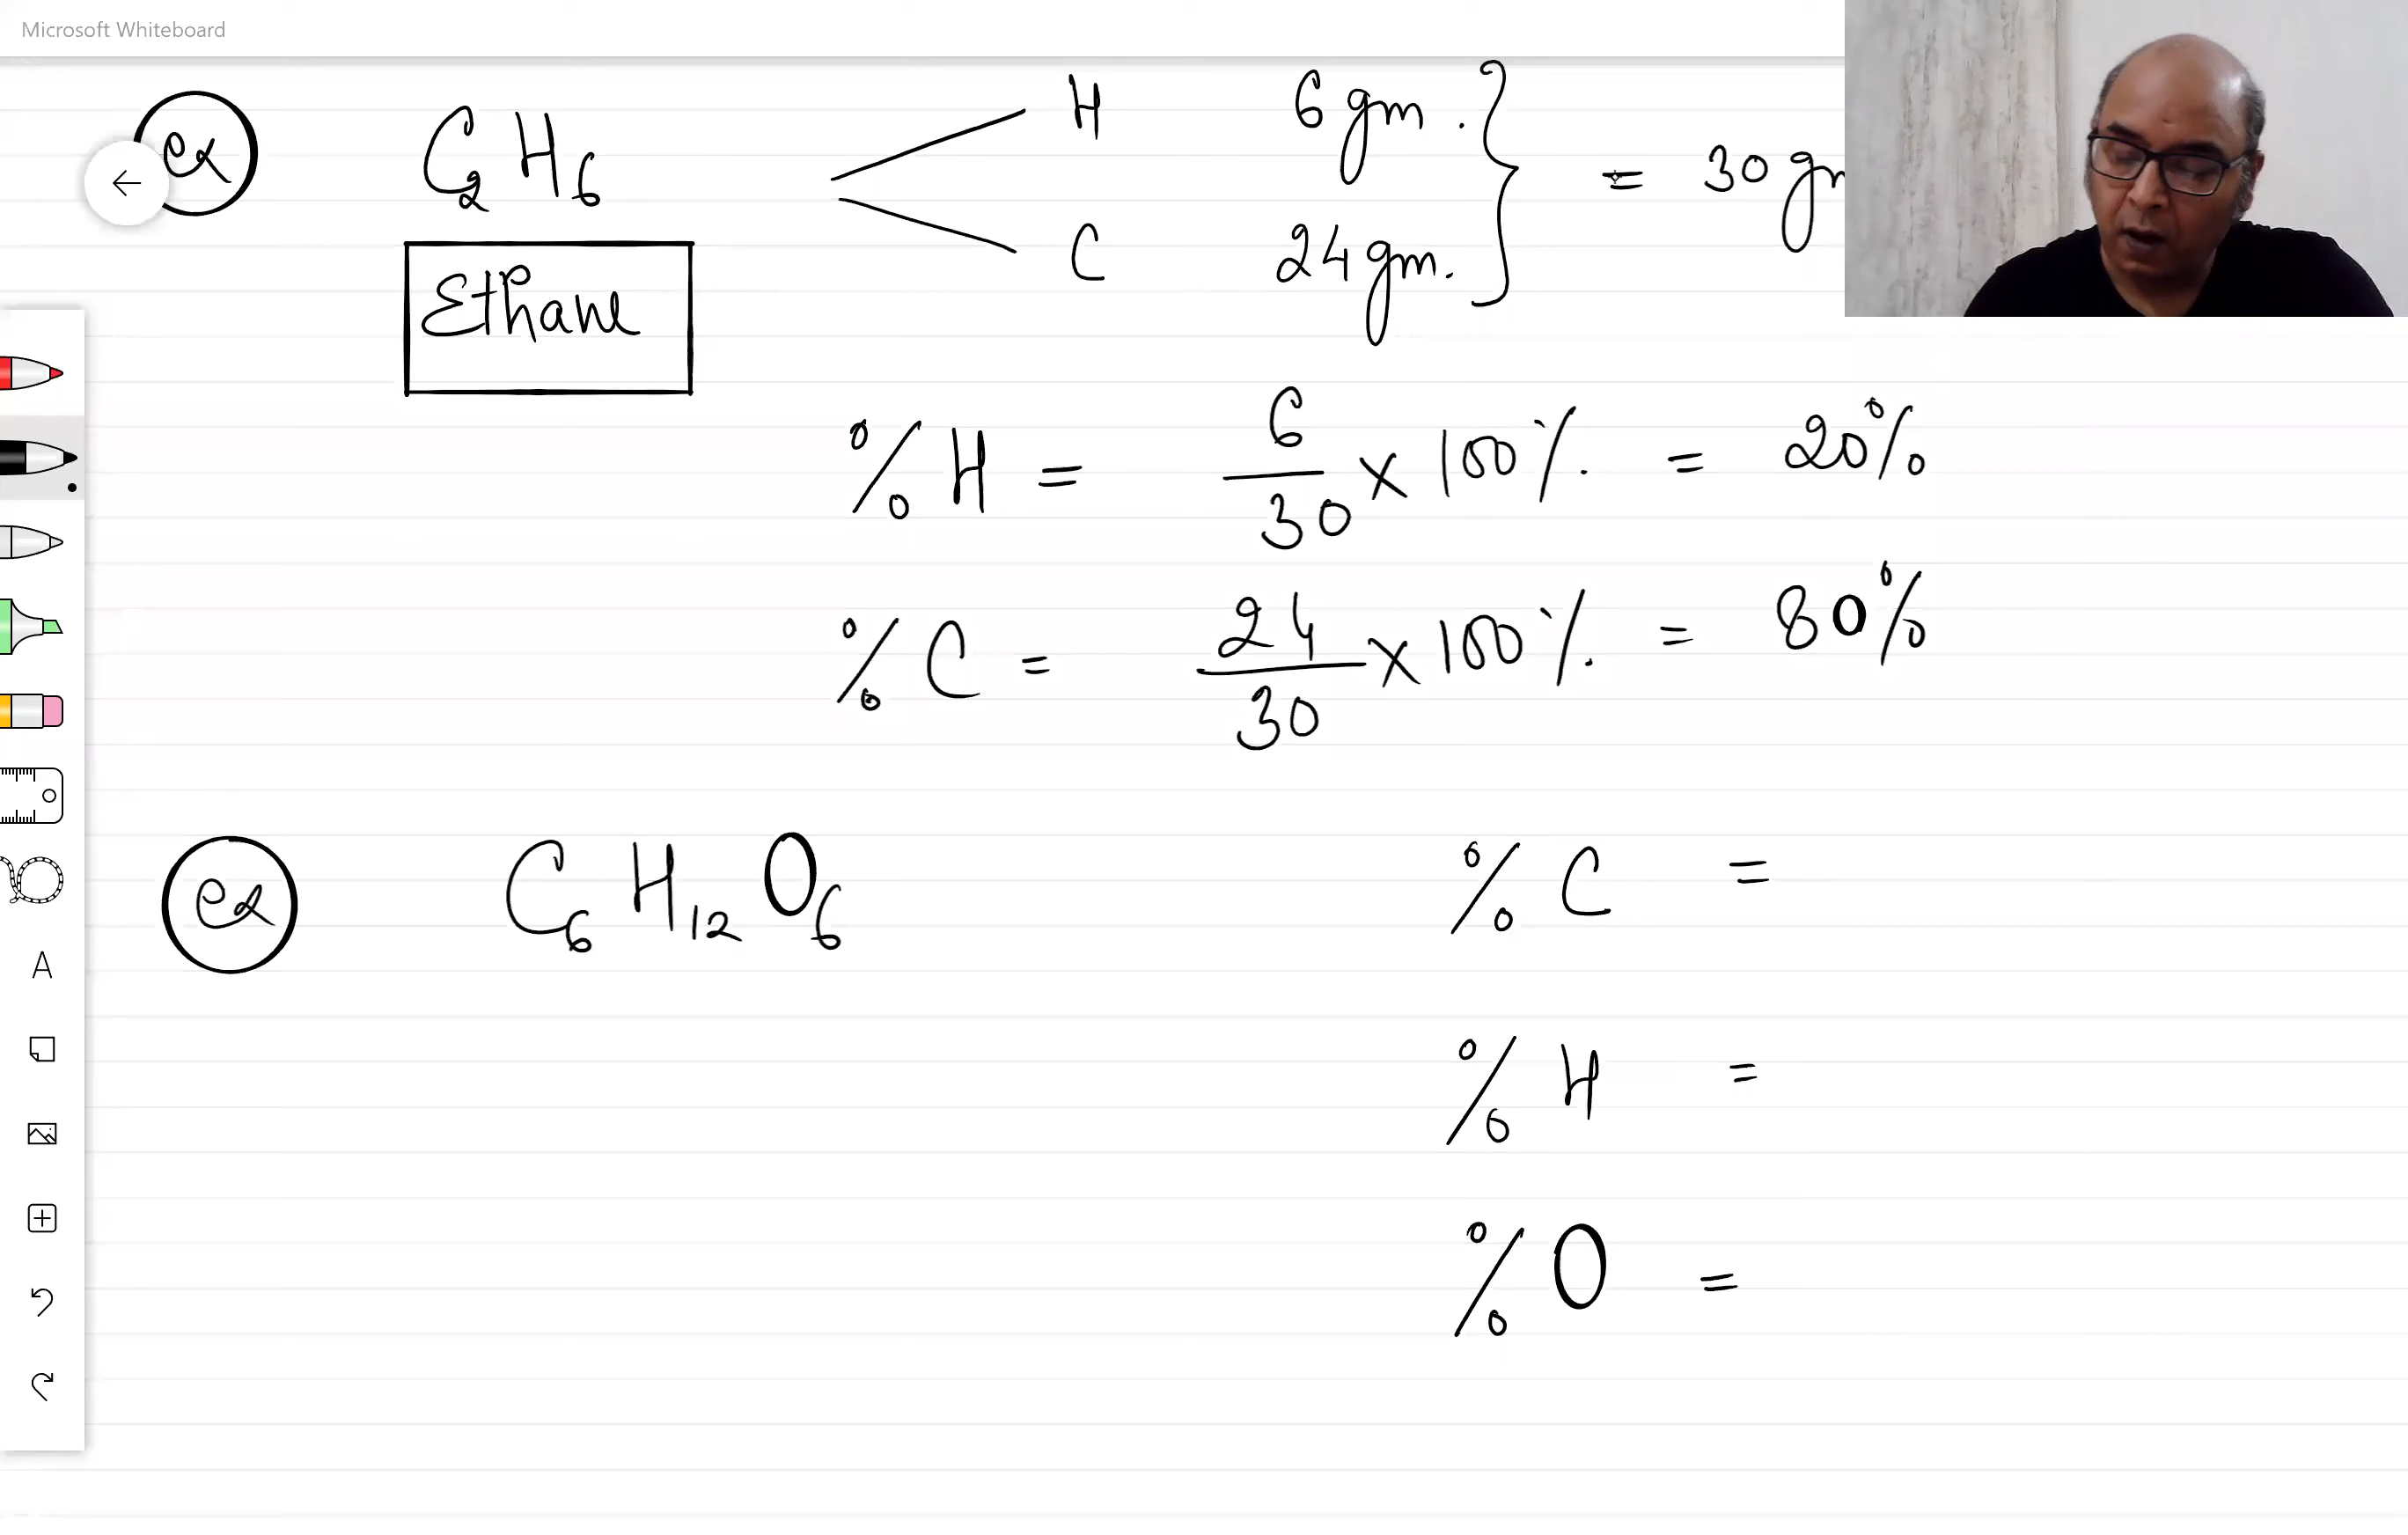 Microsoft Whiteboard
ex C₂H₆ H 6 gm. } = 30 g
C 24 gm.
Ethane
% H = 6/30 × 100% = 20%
% C = 24/30 × 100% = 80%
ex C₆H₁₂O₆ % C =
% H =
% O =
A